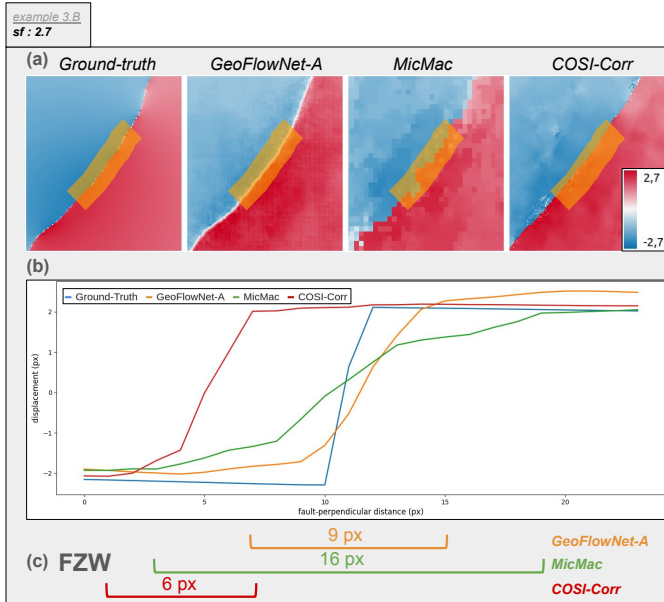 example 3.B
sf : 2.7
(a) Ground-truth GeoFlowNet-A MicMac COSI-Corr
2,7
-2,7
(b)
Ground-Truth GeoFlowNet-A MicMac COSI-Corr
2
1
0
−1
−2
displacement (px)
0 5 10 15 20
fault-perpendicular distance (px)
9 px GeoFlowNet-A
(c) FZW 16 px MicMac
6 px COSI-Corr